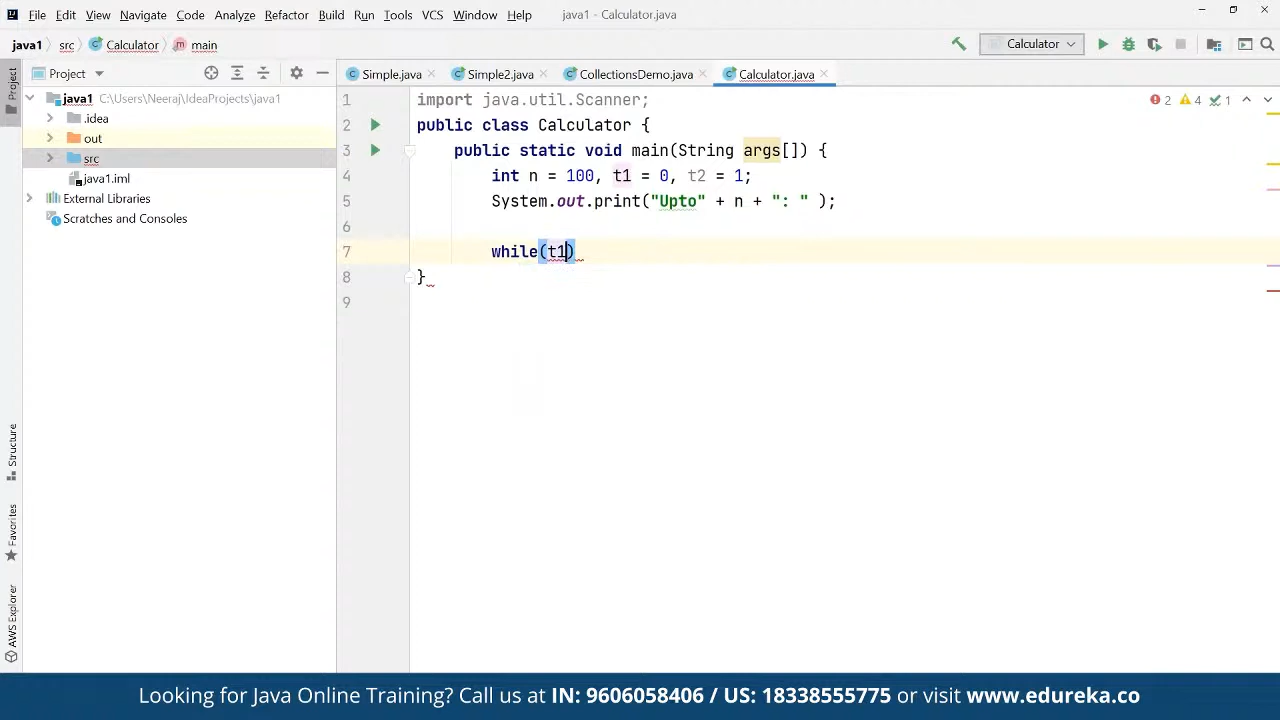 File Edit View Navigate Code Analyze Refactor Build Run Tools VCS Window Help java1 - Calculator.java
java1 src Calculator main Calculator
Project Simple.java Simple2.java CollectionsDemo.java Calculator.java
Project
java1 C:\Users\Neeraj\IdeaProjects\java1
.idea
out
src
java1.iml
External Libraries
Scratches and Consoles
Structure
Favorites
AWS Explorer
2 4 1
1 import java.util.Scanner;
2 public class Calculator {
3 public static void main(String args[]) {
4 int n = 100, t1 = 0, t2 = 1;
5 System.out.print("Upto" + n + ": " );
6
7 while(t1)
8 }
9
Looking for Java Online Training? Call us at IN: 9606058406 / US: 18338555775 or visit www.edureka.co